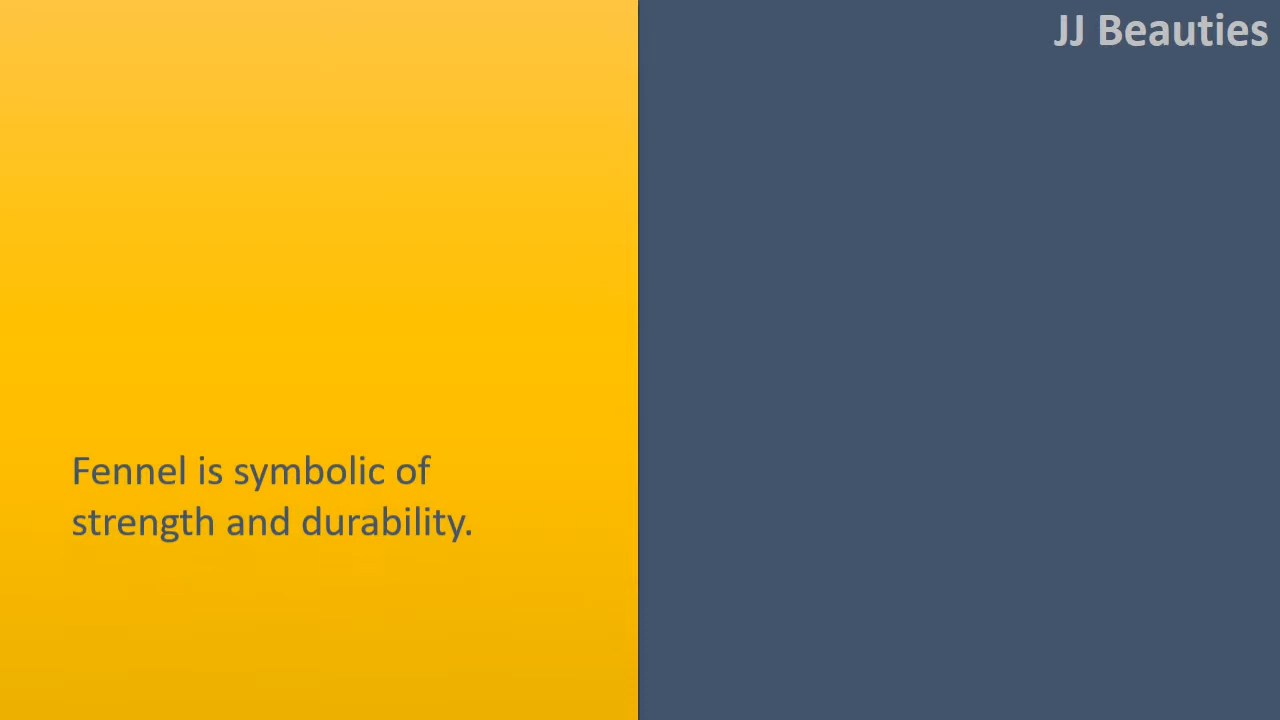 JJ Beauties
Fennel is symbolic of
strength and durability.